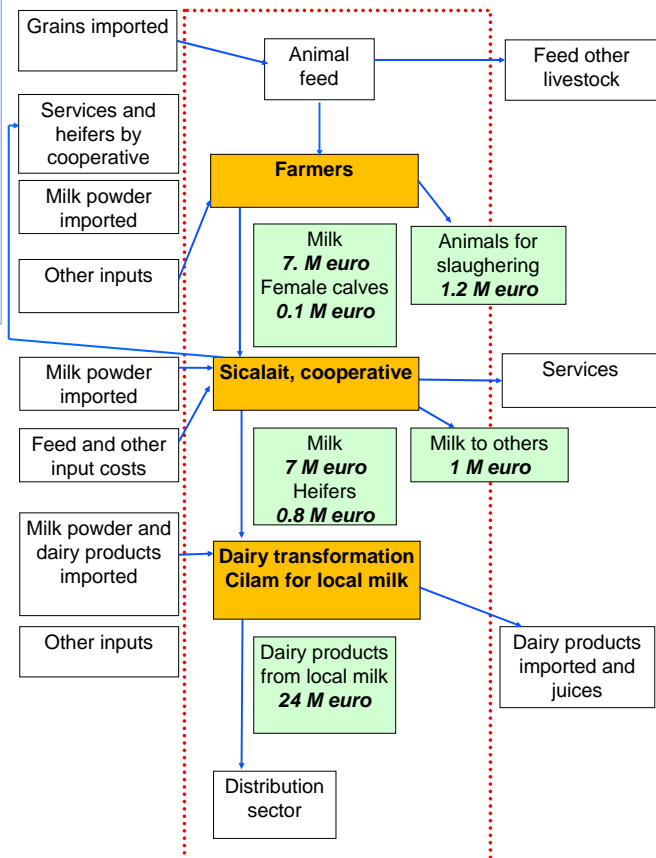 Grains imported
Animal
feed
Feed other
livestock
Services and
heifers by
cooperative
Farmers
Milk powder
imported
Milk
7. M euro
Female calves
0.1 M euro
Animals for
slaughering
1.2 M euro
Other inputs
Milk powder
imported
Sicalait, cooperative
Services
Feed and other
input costs
Milk
7 M euro
Heifers
0.8 M euro
Milk to others
1 M euro
Milk powder and
dairy products
imported
Dairy transformation
Cilam for local milk
Other inputs
Dairy products
from local milk
24 M euro
Dairy products
imported and
juices
Distribution
sector